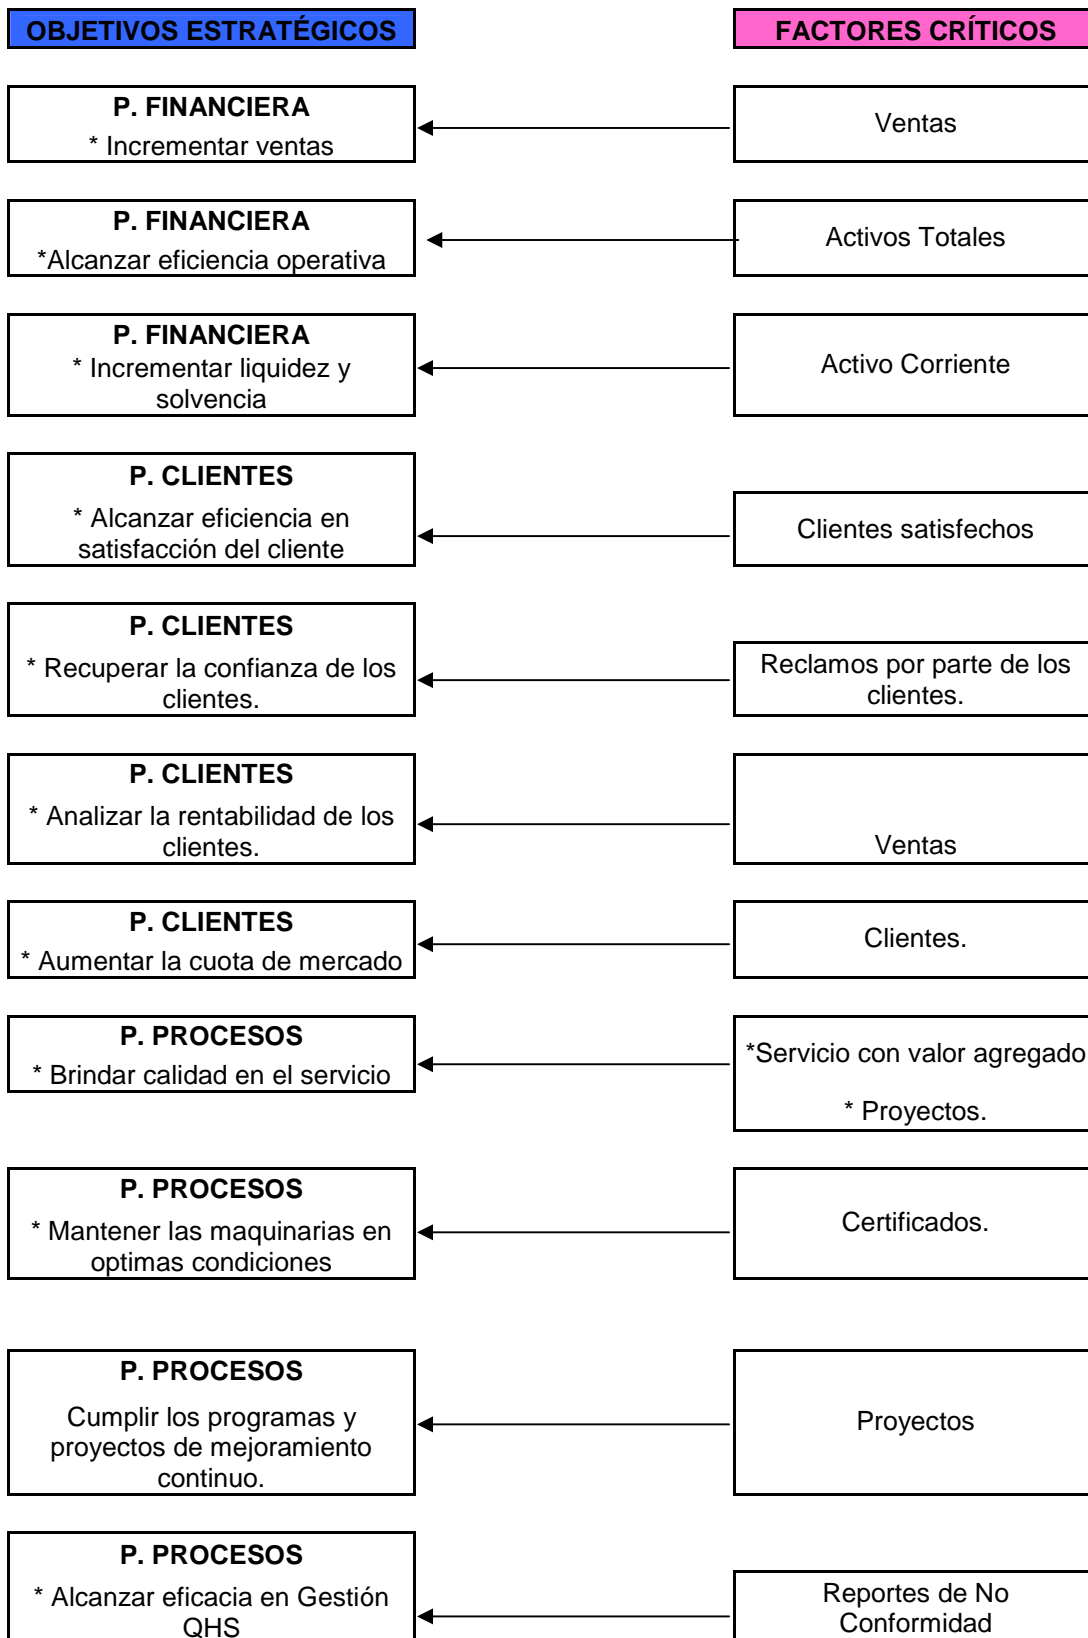 OBJETIVOS ESTRATÉGICOS
FACTORES CRÍTICOS
P. FINANCIERA
* Incrementar ventas
Ventas
P. FINANCIERA
*Alcanzar eficiencia operativa
Activos Totales
P. FINANCIERA
* Incrementar liquidez y
solvencia
Activo Corriente
P. CLIENTES
* Alcanzar eficiencia en
satisfacción del cliente
Clientes satisfechos
P. CLIENTES
* Recuperar la confianza de los
clientes.
Reclamos por parte de los
clientes.
P. CLIENTES
* Analizar la rentabilidad de los
clientes.
Ventas
P. CLIENTES
* Aumentar la cuota de mercado
Clientes.
P. PROCESOS
* Brindar calidad en el servicio
*Servicio con valor agregado
* Proyectos.
P. PROCESOS
* Mantener las maquinarias en
optimas condiciones
Certificados.
P. PROCESOS
Cumplir los programas y
proyectos de mejoramiento
continuo.
Proyectos
P. PROCESOS
* Alcanzar eficacia en Gestión
QHS
Reportes de No
Conformidad